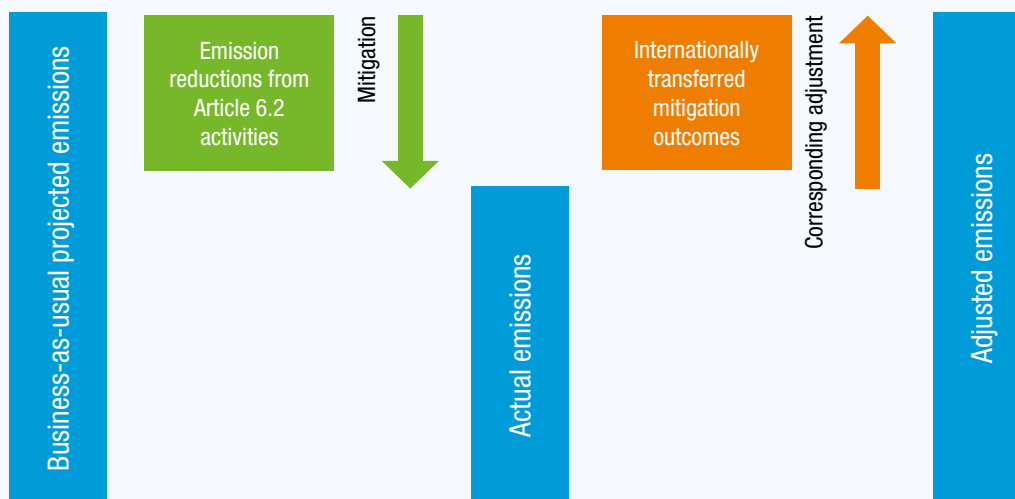 Business-as-usual projected emissions
Emission
reductions from
Article 6.2
activities
Mitigation
Actual emissions
Internationally
transferred
mitigation
outcomes
Corresponding adjustment
Adjusted emissions